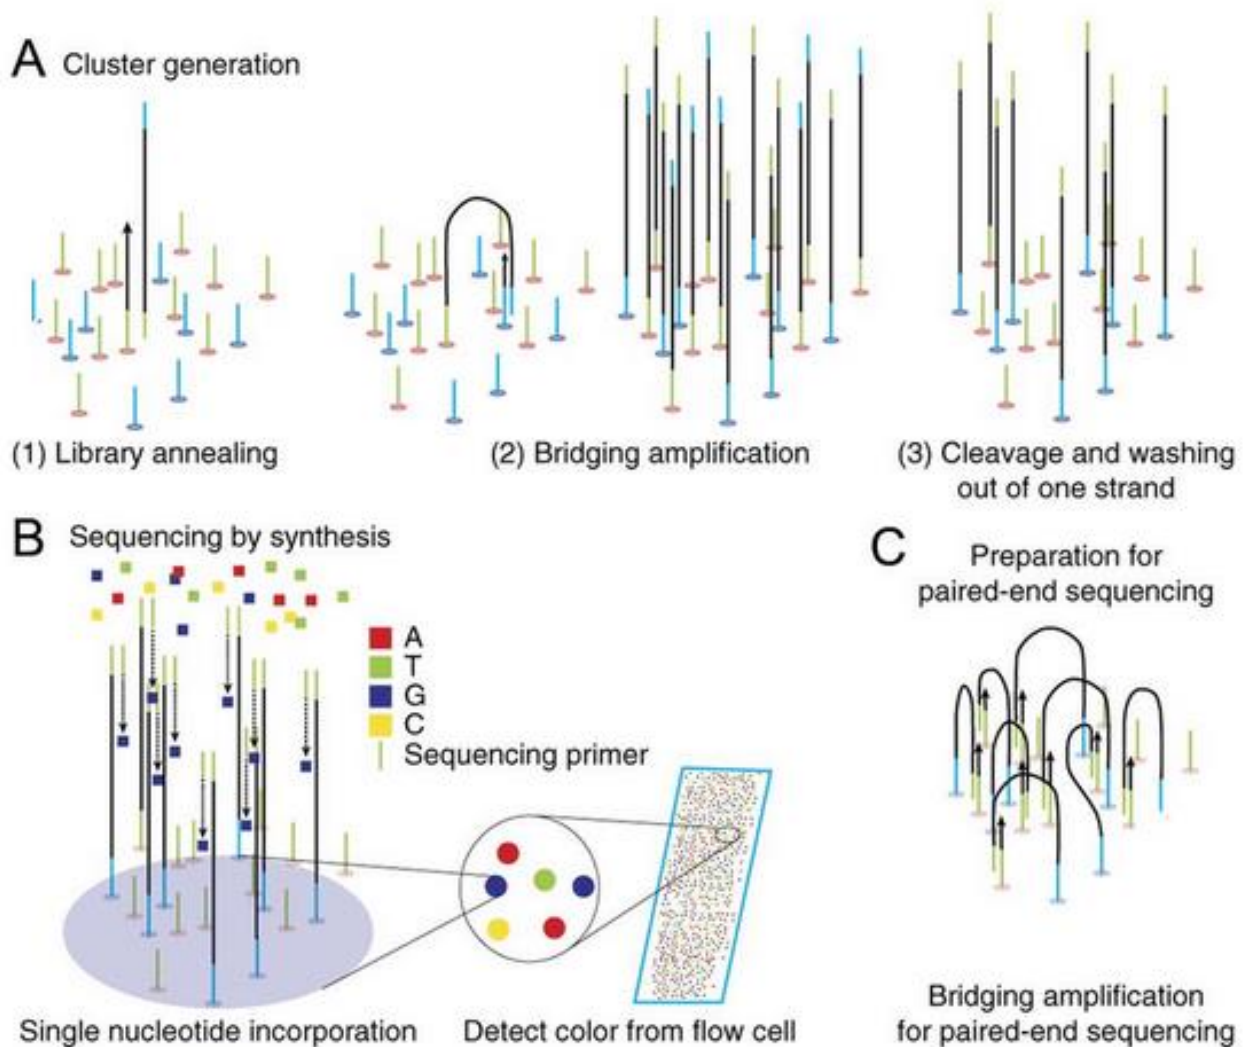 A Cluster generation
(1) Library annealing
(2) Bridging amplification
(3) Cleavage and washing
out of one strand
B Sequencing by synthesis
A
T
G
C
Sequencing primer
Single nucleotide incorporation
Detect color from flow cell
C Preparation for
paired-end sequencing
Bridging amplification
for paired-end sequencing